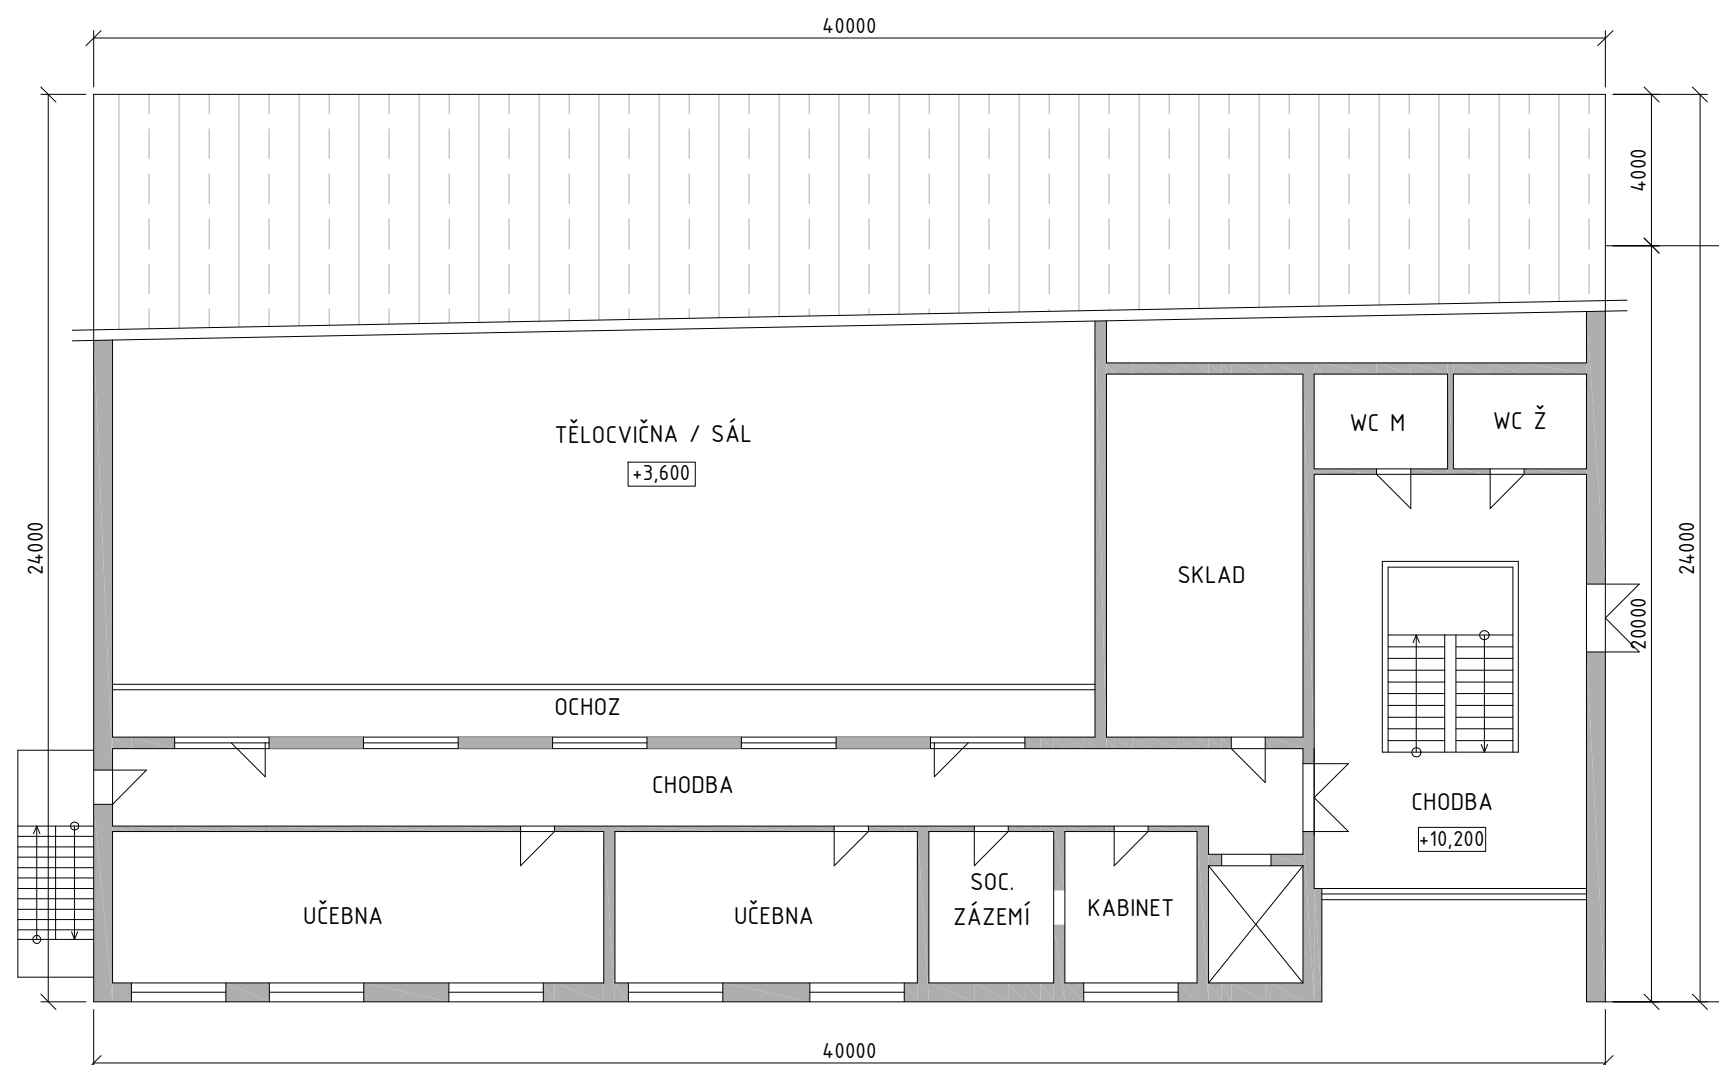 40000
4000
WC M
WC Ž
TĚLOCVIČNA / SÁL
+3,600
24000
24000
SKLAD
20000
OCHOZ
CHODBA
CHODBA
+10,200
SOC.
ZÁZEMÍ
KABINET
UČEBNA
UČEBNA
40000